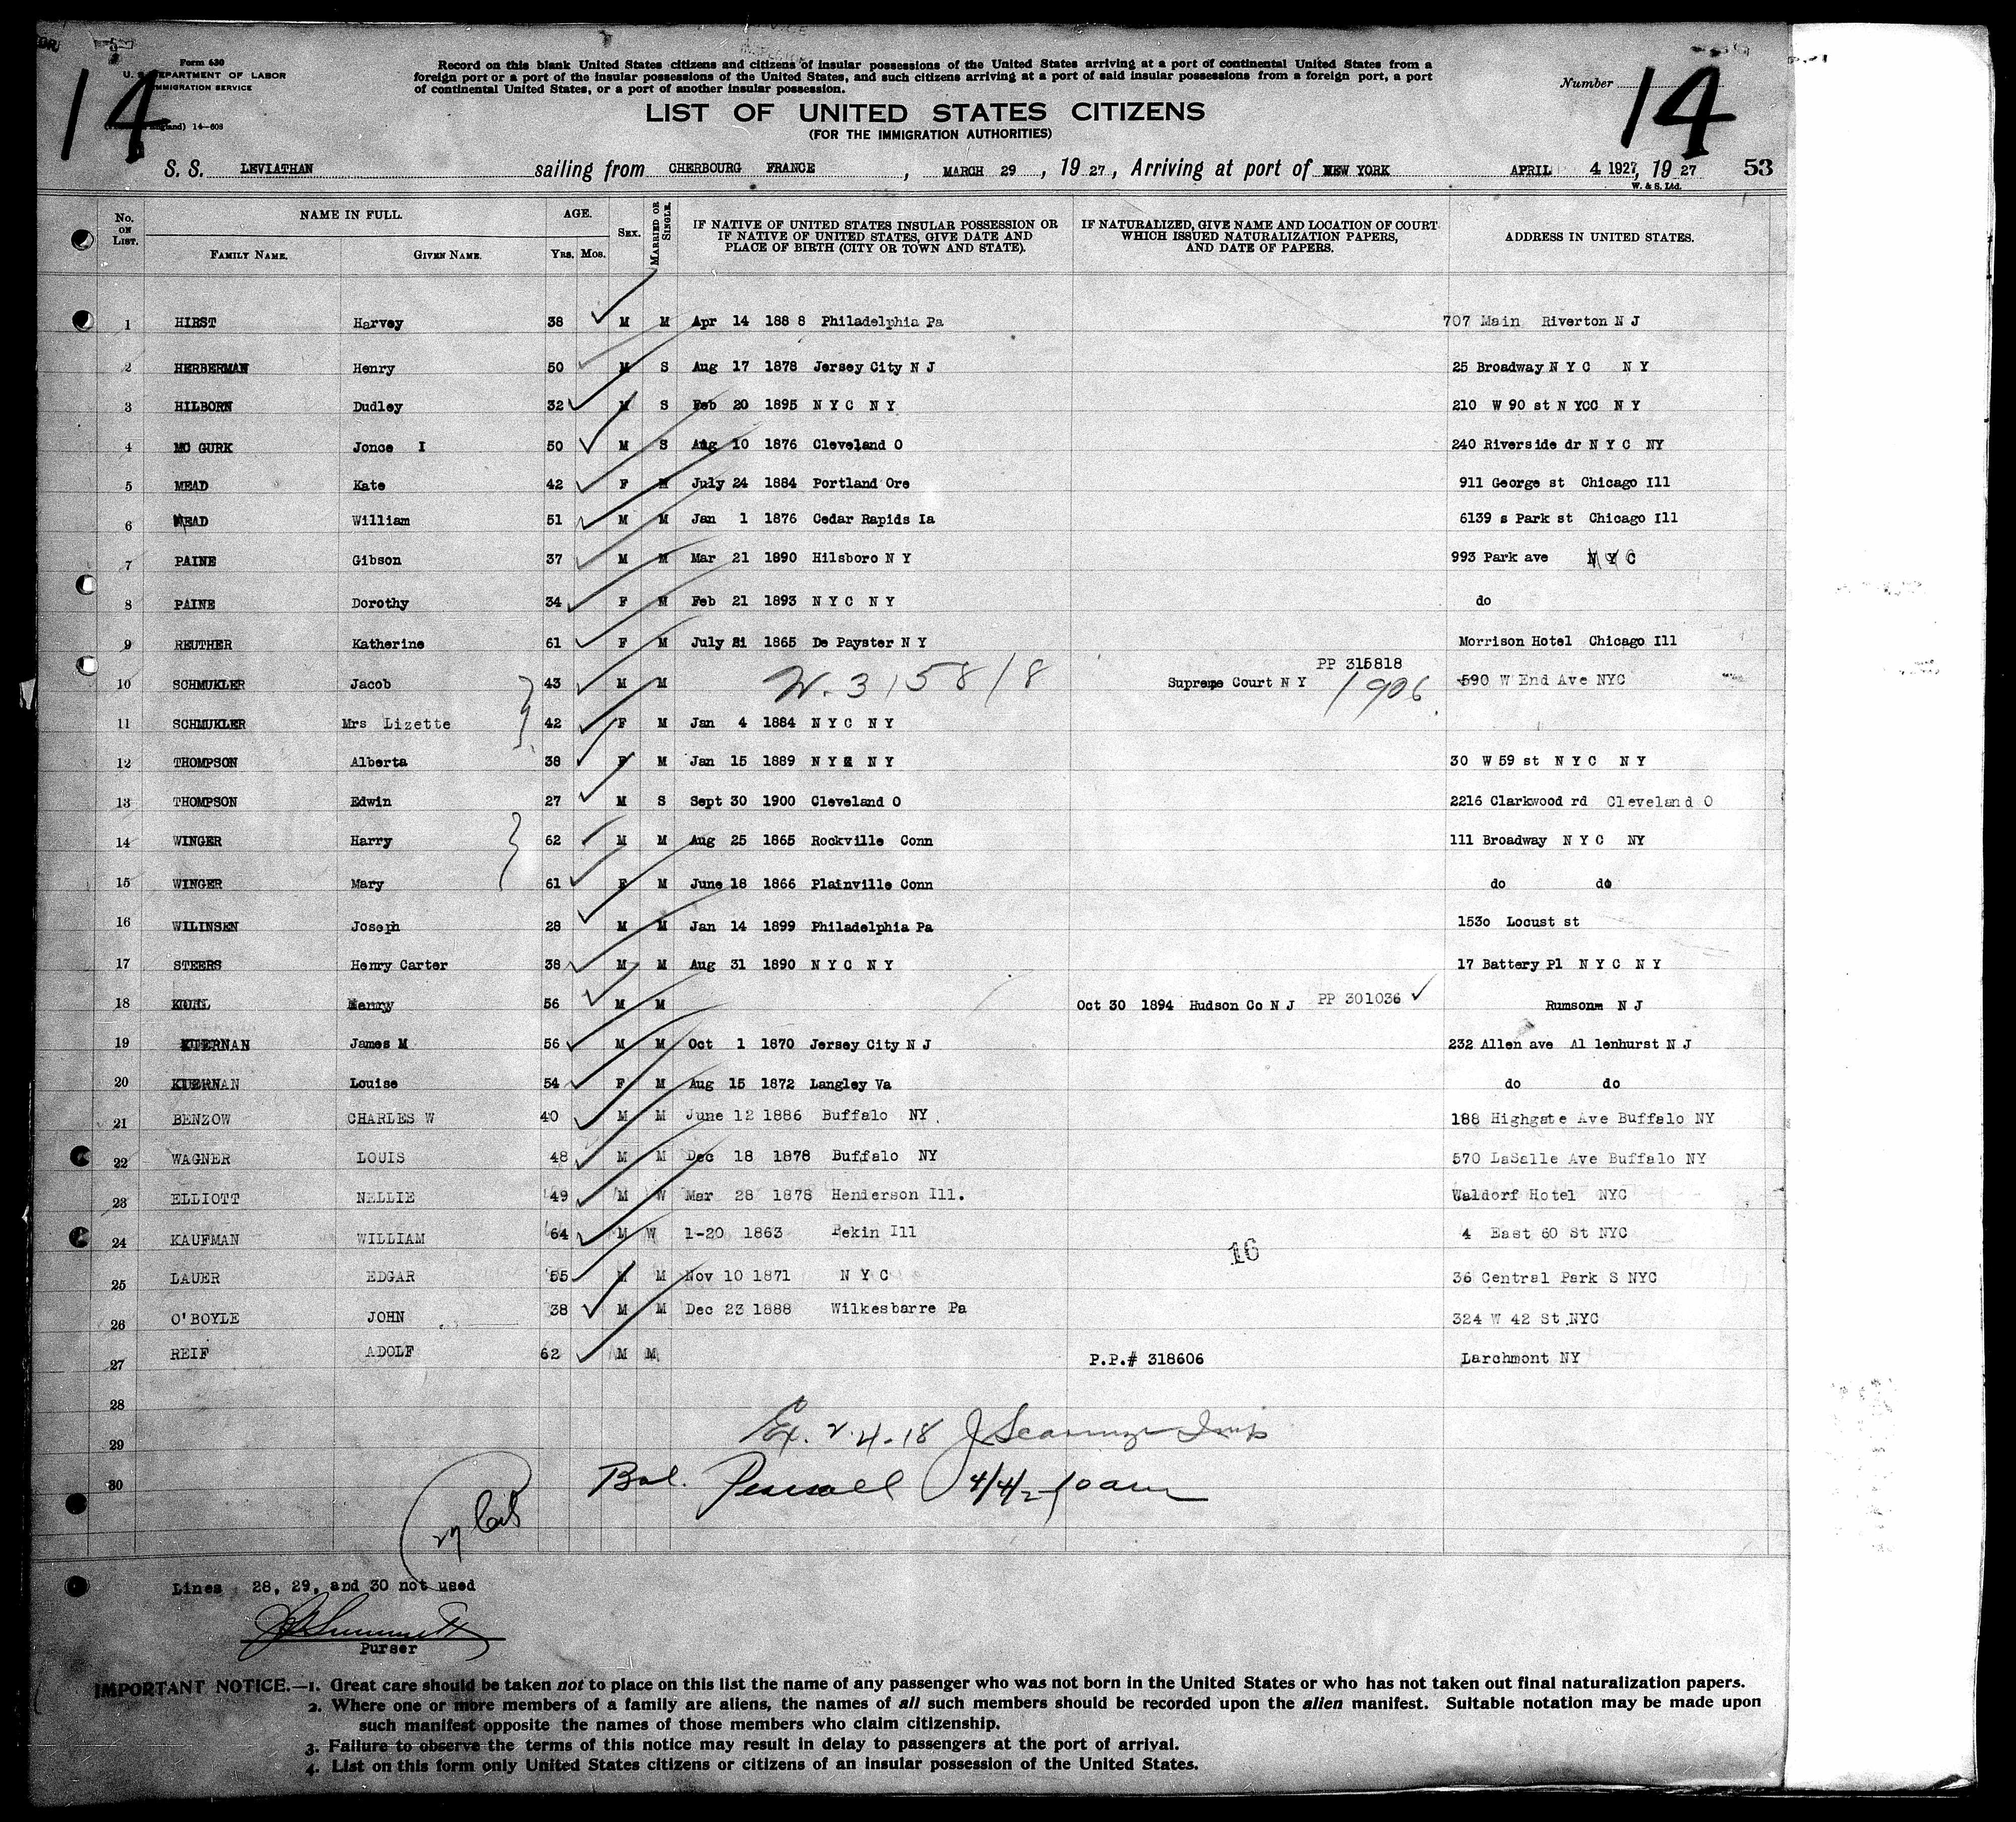 Form 630
U. S. DEPARTMENT OF LABOR
IMMIGRATION SERVICE
14-608
14
Record on this blank United States citizens and citizens of insular possessions of the United States arriving at a port of continental United States from a
foreign port or a port of the insular possessions of the United States, and such citizens arriving at a port of said insular possessions from a foreign port, a port
of continental United States, or a port of another insular possession.
Number 14
LIST OF UNITED STATES CITIZENS
(FOR THE IMMIGRATION AUTHORITIES)
S. S. LEVIATHAN sailing from CHERBOURG FRANCE, MARCH 29, 19 27, Arriving at port of NEW YORK APRIL 4 1927, 19 27 53
W. & S. Ltd.
No. ON LIST. NAME IN FULL. FAMILY NAME. GIVEN NAME. AGE. YRS. MOS. SEX. MARRIED OR SINGLE. IF NATIVE OF UNITED STATES INSULAR POSSESSION OR IF NATIVE OF UNITED STATES, GIVE DATE AND PLACE OF BIRTH (CITY OR TOWN AND STATE). IF NATURALIZED, GIVE NAME AND LOCATION OF COURT WHICH ISSUED NATURALIZATION PAPERS, AND DATE OF PAPERS. ADDRESS IN UNITED STATES.
1 HIRST Harvey 38 M M Apr 14 188 8 Philadelphia Pa 707 Main Riverton N J
2 HERBERMAN Henry 50 M S Aug 17 1878 Jersey City N J 25 Broadway N Y C N Y
3 HILBORN Dudley 32 M S Feb 20 1895 N Y C N Y 210 W 90 st N YCC N Y
4 MC GURK Jonce I 50 M S Aug 10 1876 Cleveland O 240 Riverside dr N Y C NY
5 MEAD Kate 42 F M July 24 1884 Portland Ore 911 George st Chicago Ill
6 MEAD William 51 M M Jan 1 1876 Cedar Rapids Ia 6139 s Park st Chicago Ill
7 PAINE Gibson 37 M M Mar 21 1890 Hilsboro N Y 993 Park ave N Y C
8 PAINE Dorothy 34 F M Feb 21 1893 N Y C N Y do
9 REUTHER Katherine 61 F M July 21 1865 De Payster N Y Morrison Hotel Chicago Ill
PP 315818
10 SCHMUKLER Jacob 43 M M N. 315818 Supreme Court N Y 1906 590 W End Ave NYC
11 SCHMUKLER Mrs Lizette 42 F M Jan 4 1884 N Y C N Y
12 THOMPSON Alberta 38 F M Jan 15 1889 N Y C N Y 30 W 59 st N Y C N Y
13 THOMPSON Edwin 27 M S Sept 30 1900 Cleveland O 2216 Clarkwood rd Cleveland O
14 WINGER Harry 62 M M Aug 25 1865 Rockville Conn 111 Broadway N Y C NY
15 WINGER Mary 61 F M June 18 1866 Plainville Conn do do
16 WILINSEN Joseph 28 M M Jan 14 1899 Philadelphia Pa 1530 Locust st
17 STEERS Henry Carter 38 M M Aug 31 1890 N Y C N Y 17 Battery Pl N Y C N Y
18 KOHL Henry 56 M M Oct 30 1894 Hudson Co N J PP 301036 Rumson N J
19 KIERNAN James M 56 M M Oct 1 1870 Jersey City N J 232 Allen ave Al lenhurst N J
20 KIERNAN Louise 54 F M Aug 15 1872 Langley Va do do
21 BENZOW CHARLES W 40 M M June 12 1886 Buffalo NY. 188 Highgate Ave Buffalo NY
22 WAGNER LOUIS 48 M M Dec 18 1878 Buffalo NY 570 LaSalle Ave Buffalo NY
23 ELLIOTT NELLIE 49 M W Mar 28 1878 Henderson Ill. Waldorf Hotel NYC
24 KAUFMAN WILLIAM 64 M W 1-20 1863 Pekin Ill 4 East 60 St NYC
16
25 LAUER EDGAR 55 M M Nov 10 1871 N Y C 36 Central Park S NYC
26 O'BOYLE JOHN 38 M M Dec 23 1888 Wilkesbarre Pa 324 W 42 St NYC
27 REIF ADOLF 62 M M P.P.# 318606 Larchmont NY
28
29 Ex. 2.4-18
30 Bal. 4/4/27 10 am
27
Lines 28, 29, and 30 not used
Purser
IMPORTANT NOTICE.—1. Great care should be taken not to place on this list the name of any passenger who was not born in the United States or who has not taken out final naturalization papers.
2. Where one or more members of a family are aliens, the names of all such members should be recorded upon the alien manifest. Suitable notation may be made upon
such manifest opposite the names of those members who claim citizenship.
3. Failure to observe the terms of this notice may result in delay to passengers at the port of arrival.
4. List on this form only United States citizens or citizens of an insular possession of the United States.